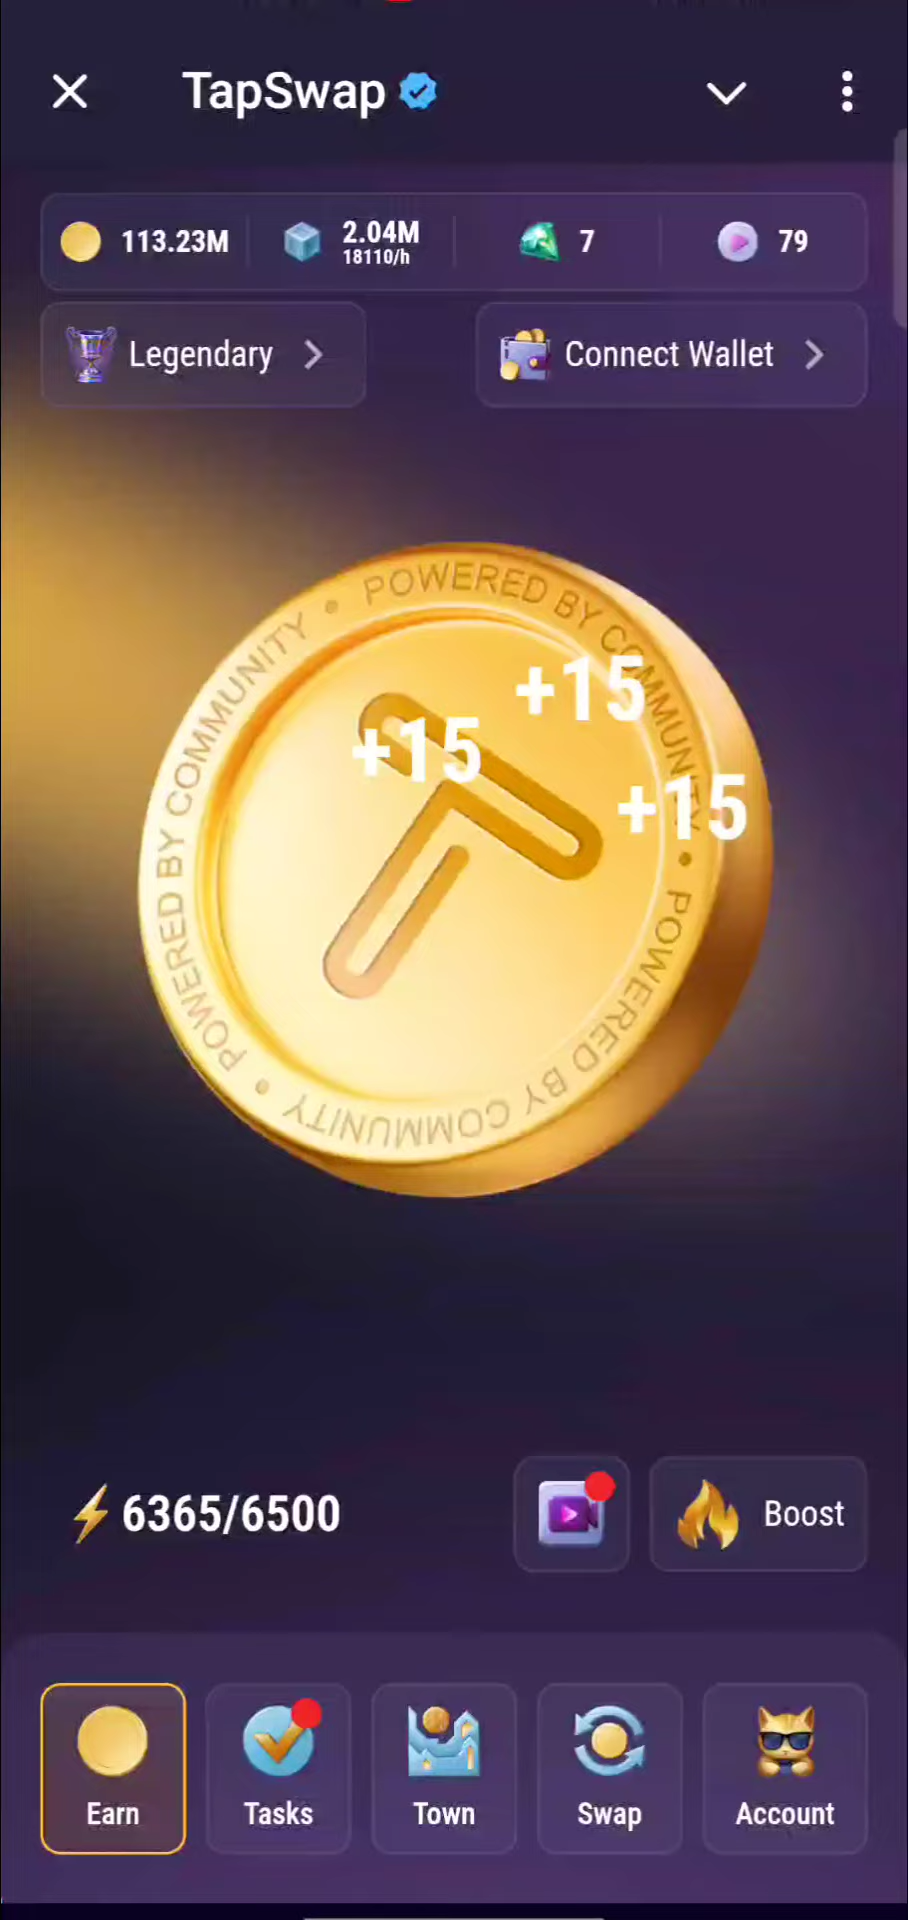 TapSwap
113.23M
2.04M
18110/h
7
79
Legendary
Connect Wallet
POWERED BY COMMUNITY • POWERED BY COMMUNITY • POWERED BY COMMUNITY •
+15
+15
+15
6365/6500
Boost
Earn
Tasks
Town
Swap
Account